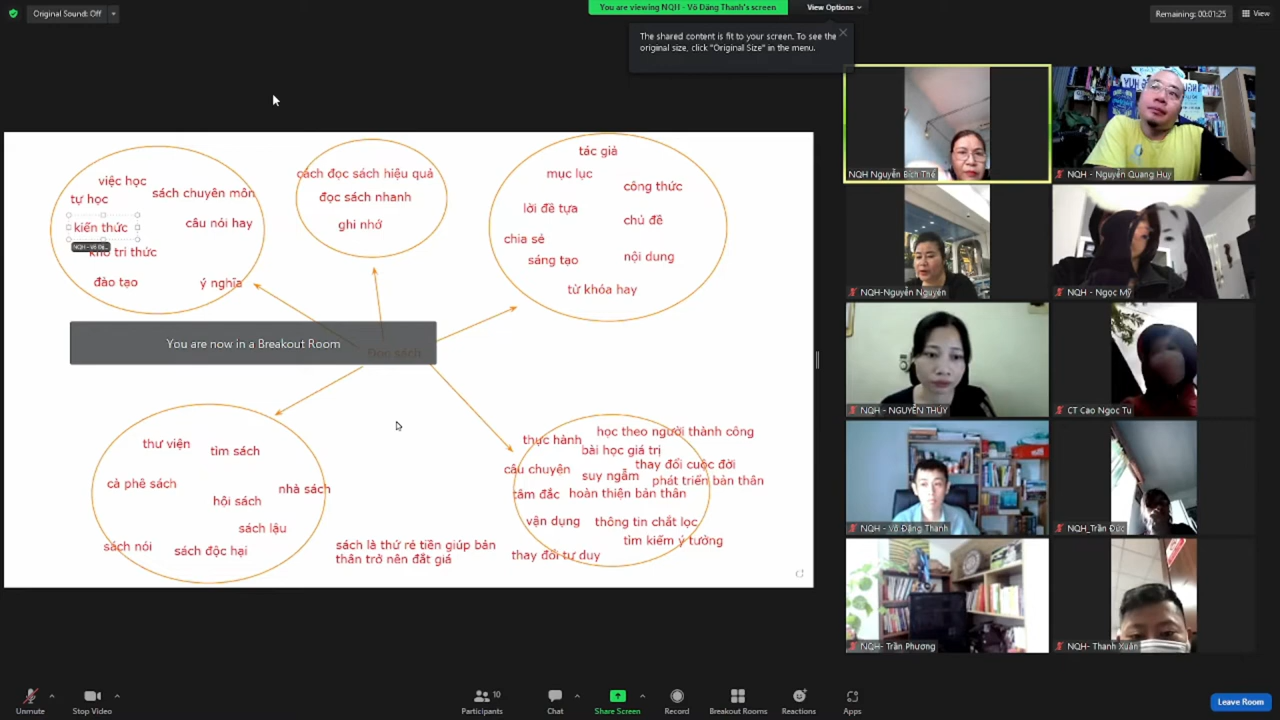 Original Sound: Off
You are viewing NQH - Võ Đăng Thanh's screen
View Options
Remaining: 00:01:25
View
The shared content is fit to your screen. To see the
original size, click "Original Size" in the menu.
việc học
tự học
sách chuyên môn
kiến thức
câu nói hay
kho tri thức
đào tạo
ý nghĩa
cách đọc sách hiệu quả
đọc sách nhanh
ghi nhớ
tác giả
mục lục
công thức
lời đề tựa
chủ đề
chia sẻ
sáng tạo
nội dung
từ khóa hay
You are now in a Breakout Room
Đọc sách
thư viện
tìm sách
cà phê sách
nhà sách
hội sách
sách lậu
sách nói
sách độc hại
sách là thứ rẻ tiền giúp bản
thân trở nên đắt giá
học theo người thành công
thực hành
bài học giá trị
thay đổi cuộc đời
câu chuyện
suy ngẫm
phát triển bản thân
tâm đắc
hoàn thiện bản thân
vận dụng
thông tin chắt lọc
tìm kiếm ý tưởng
thay đổi tư duy
NQH Nguyễn Bích Thế
NQH - Nguyễn Quang Huy
NQH-Nguyễn Nguyên
NQH - Ngọc Mỹ
NQH - NGUYỄN THÚY
CT Cao Ngọc Tu
NQH - Võ Đăng Thanh
NQH_Trần Đức
NQH- Trần Phương
NQH - Thanh Xuân
Unmute
Stop Video
10
Participants
Chat
Share Screen
Record
Breakout Rooms
Reactions
Apps
Leave Room